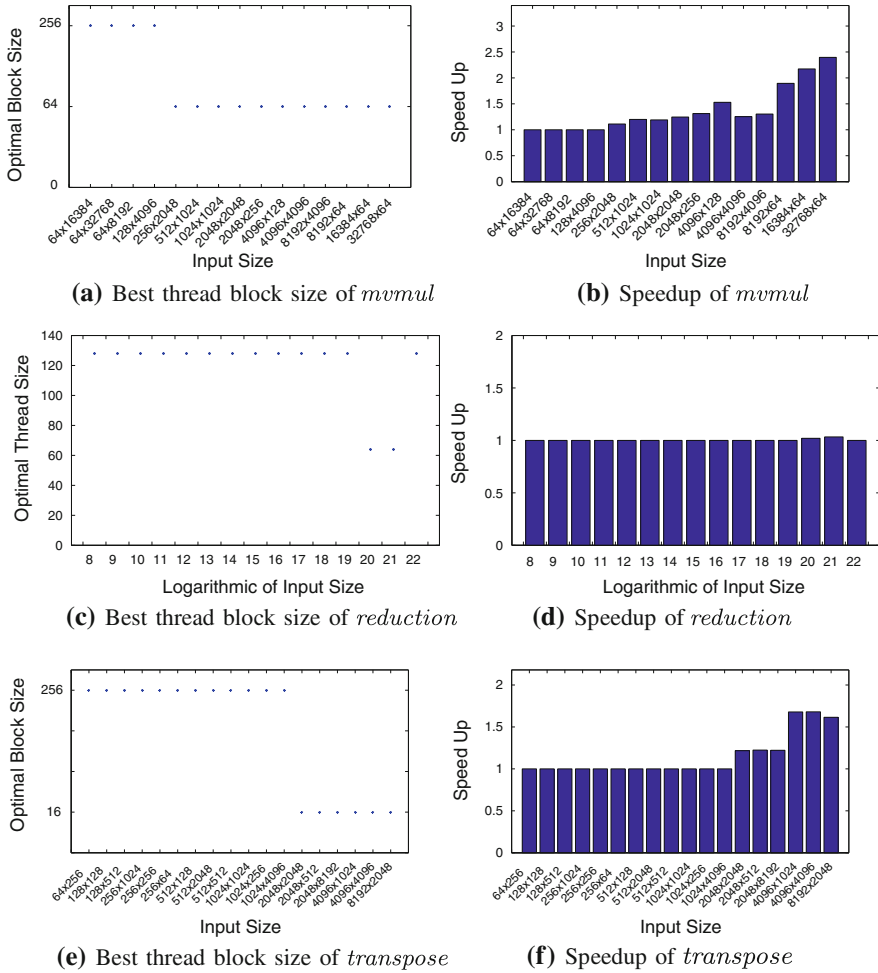 Optimal Block Size
256
64
0
64x16384
64x32768
64x8192
128x4096
256x2048
512x1024
1024x1024
2048x2048
2048x256
4096x128
4096x4096
8192x4096
8192x64
16384x64
32768x64
Input Size
(a) Best thread block size of mvmul
Speed Up
3
2.5
2
1.5
1
0.5
0
64x16384
64x32768
64x8192
128x4096
256x2048
512x1024
1024x1024
2048x2048
2048x256
4096x128
4096x4096
8192x4096
8192x64
16384x64
32768x64
Input Size
(b) Speedup of mvmul
Optimal Thread Size
140
120
100
80
60
40
20
0
8 9 10 11 12 13 14 15 16 17 18 19 20 21 22
Logarithmic of Input Size
(c) Best thread block size of reduction
Speed Up
2
1.5
1
0.5
0
8 9 10 11 12 13 14 15 16 17 18 19 20 21 22
Logarithmic of Input Size
(d) Speedup of reduction
Optimal Block Size
256
16
64x256
128x128
128x512
256x1024
256x256
256x64
512x128
512x2048
512x512
1024x1024
1024x256
1024x4096
2048x2048
2048x512
2048x8192
4096x1024
4096x4096
8192x2048
Input Size
(e) Best thread block size of transpose
Speed Up
2
1.5
1
0.5
0
64x256
128x128
128x512
256x1024
256x256
256x64
512x128
512x2048
512x512
1024x1024
1024x256
1024x4096
2048x2048
2048x512
2048x8192
4096x1024
4096x4096
8192x2048
Input Size
(f) Speedup of transpose